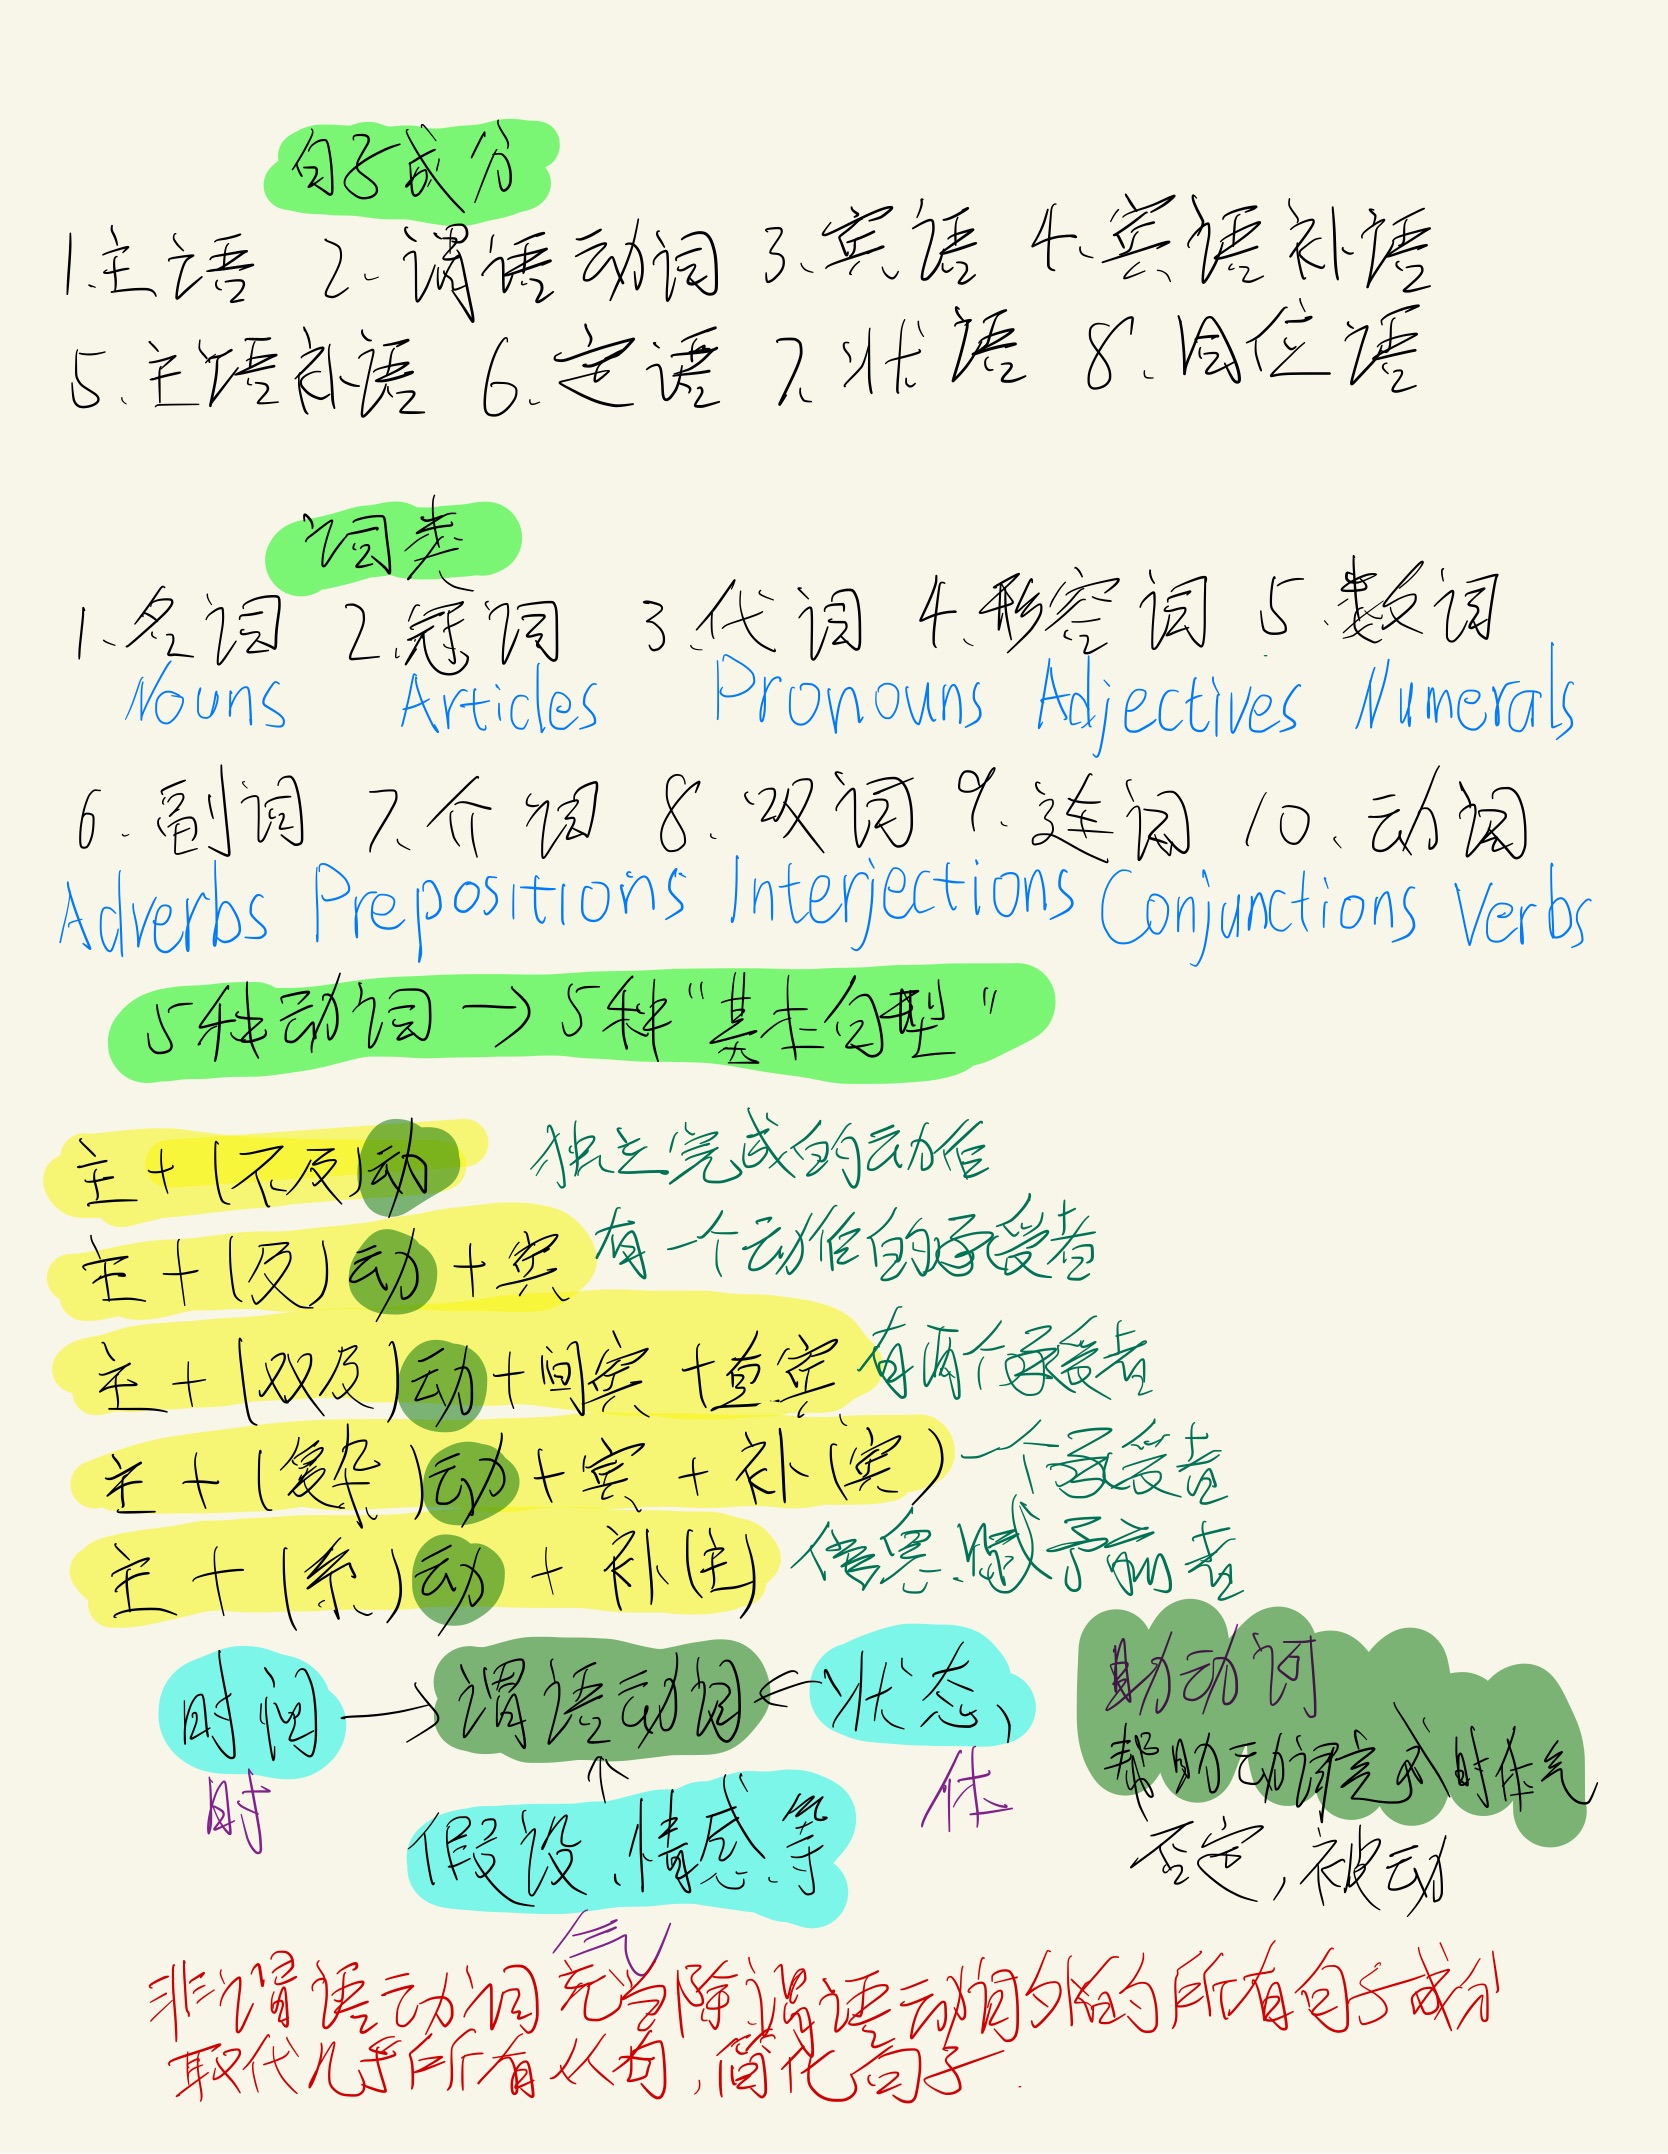 句子成分
1.主语 2.谓语动词 3.宾语 4.宾语补语
5.主语补语 6.定语 7.状语 8.同位语
词类
1.名词 2.冠词 3.代词 4.形容词 5.数词
Nouns Articles Pronouns Adjectives Numerals
6.副词 7.介词 8.叹词 9.连词 10.动词
Adverbs Prepositions Interjections Conjunctions Verbs
5种动词→5种“基本句型”
主+(不及)动 独立完成的动作
主+(及)动+宾 有一个动作的承受者
主+(双及)动+间宾+直宾 有两个承受者
主+(复杂)动+宾+补(宾) 一个承受者
主+(系)动+补(主) 信息赋予前者
时间→谓语动词←状态
时 体
↑
假设、情感等
气
助动词
帮助动词完成时体气
否定,被动
非谓语动词充当除谓语动词外的所有句子成分
取代几乎所有从句,简化句子.